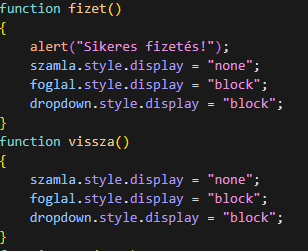 function fizet()
{
    alert("Sikeres fizetés!");
    szamla.style.display = "none";
    foglal.style.display = "block";
    dropdown.style.display = "block";
}
function vissza()
{
    szamla.style.display = "none";
    foglal.style.display = "block";
    dropdown.style.display = "block";
}